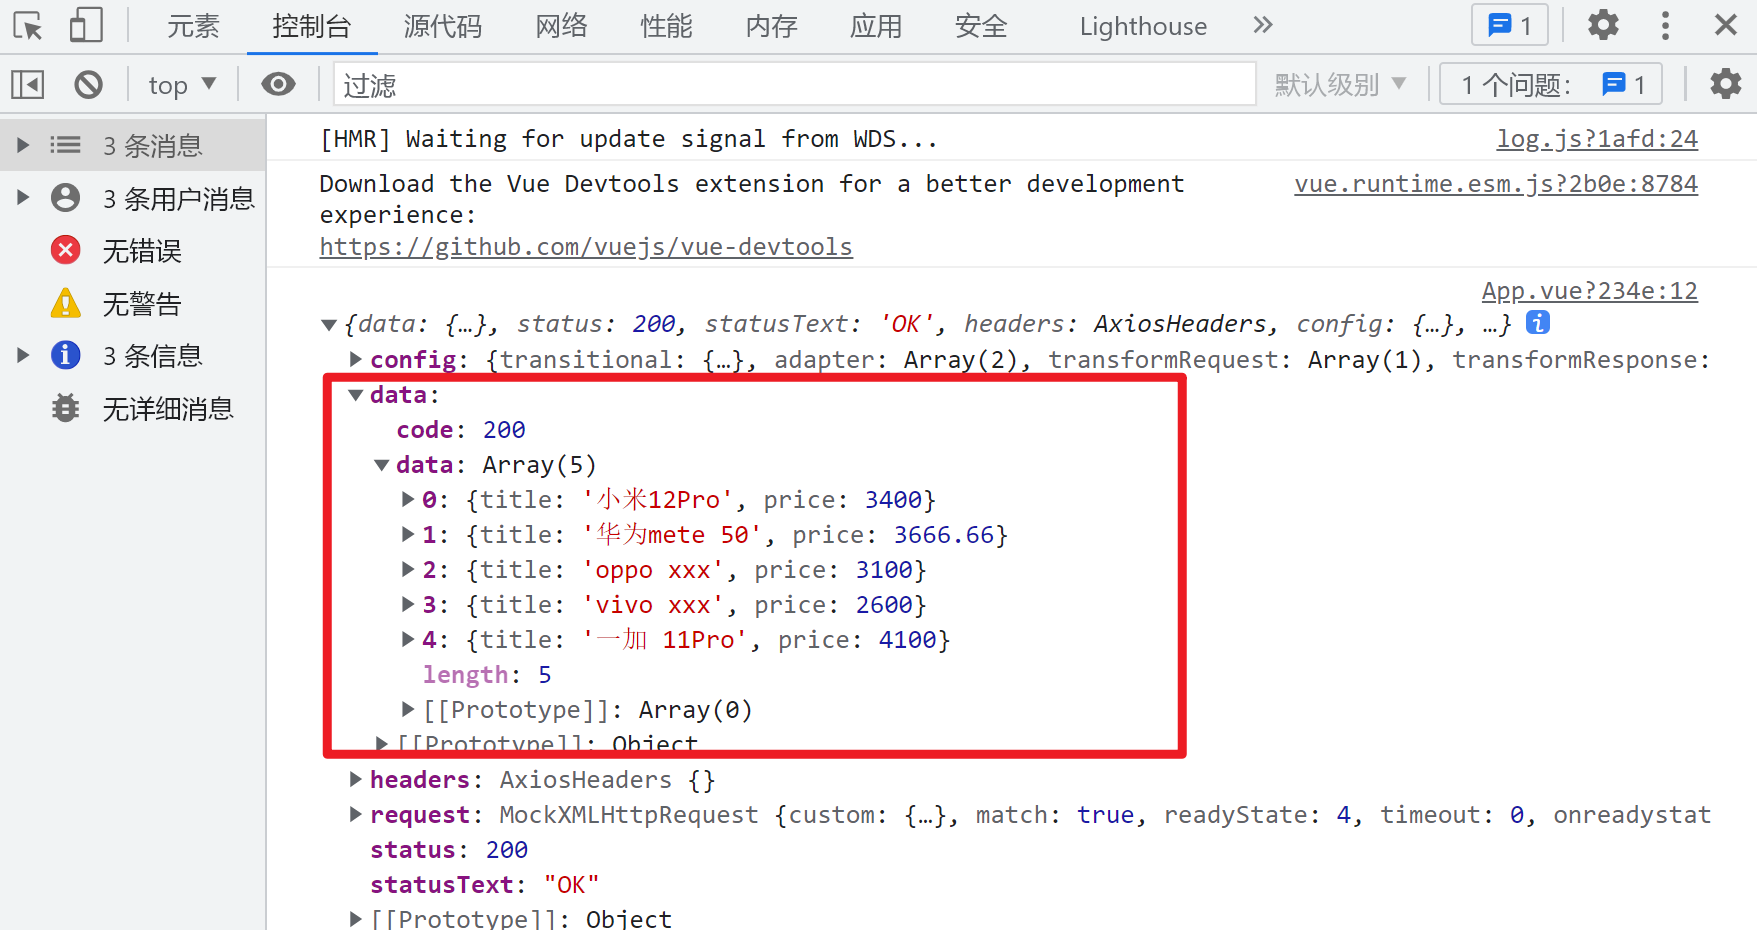 元素 控制台 源代码 网络 性能 内存 应用 安全 Lighthouse 1
top 过滤 默认级别 1 个问题： 1
3 条消息
3 条用户消息
无错误
无警告
3 条信息
无详细消息
[HMR] Waiting for update signal from WDS... log.js?1afd:24
Download the Vue Devtools extension for a better development vue.runtime.esm.js?2b0e:8784
experience:
https://github.com/vuejs/vue-devtools
App.vue?234e:12
{data: {…}, status: 200, statusText: 'OK', headers: AxiosHeaders, config: {…}, …}
config: {transitional: {…}, adapter: Array(2), transformRequest: Array(1), transformResponse:
data:
code: 200
data: Array(5)
0: {title: '小米12Pro', price: 3400}
1: {title: '华为mete 50', price: 3666.66}
2: {title: 'oppo xxx', price: 3100}
3: {title: 'vivo xxx', price: 2600}
4: {title: '一加 11Pro', price: 4100}
length: 5
[[Prototype]]: Array(0)
[[Prototype]]: Object
headers: AxiosHeaders {}
request: MockXMLHttpRequest {custom: {…}, match: true, readyState: 4, timeout: 0, onreadystat
status: 200
statusText: "OK"
[[Prototype]]: Object